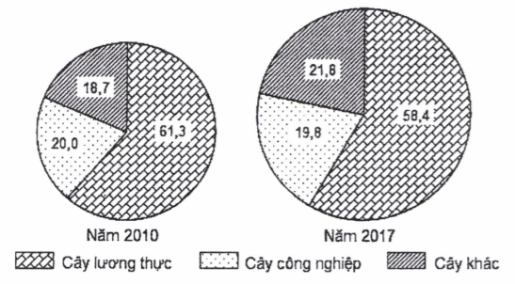 18,7
61,3
20,0
21,8
58,4
19,8
Năm 2010
Năm 2017
Cây lương thực
Cây công nghiệp
Cây khác